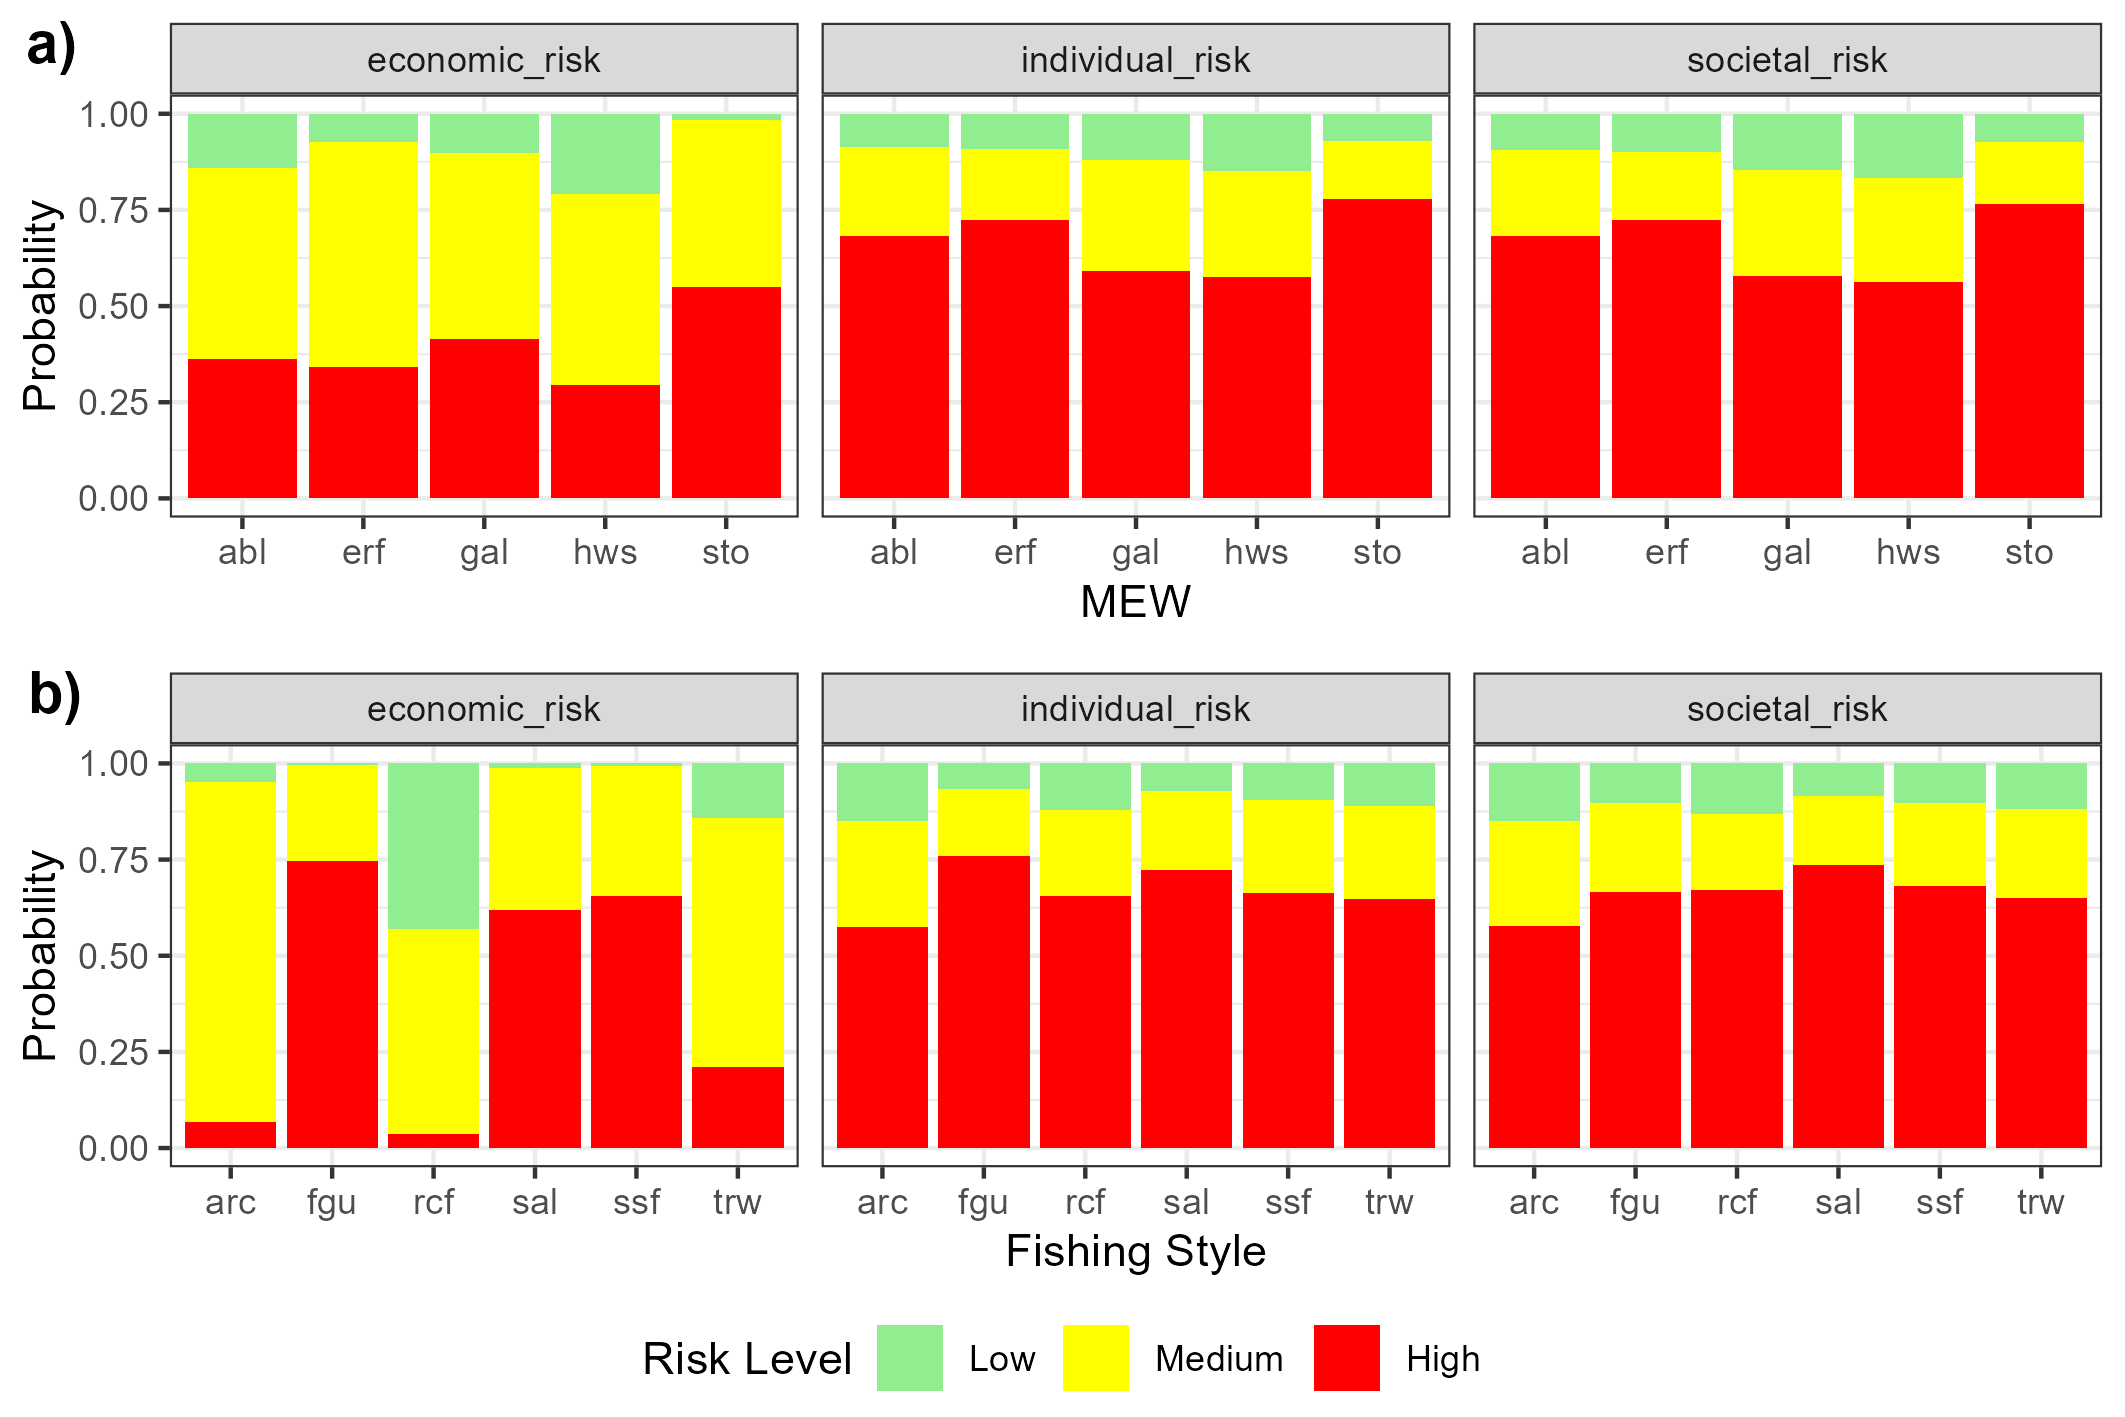 a)
economic_risk individual_risk societal_risk
Probability
1.00
0.75
0.50
0.25
0.00
abl erf gal hws sto abl erf gal hws sto abl erf gal hws sto
MEW
b)
economic_risk individual_risk societal_risk
Probability
1.00
0.75
0.50
0.25
0.00
arc fgu rcf sal ssf trw arc fgu rcf sal ssf trw arc fgu rcf sal ssf trw
Fishing Style
Risk Level Low Medium High